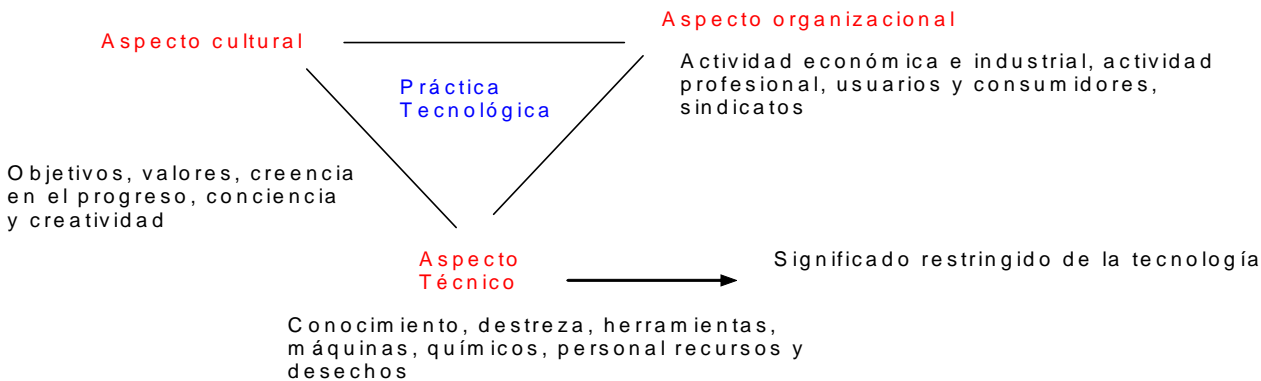 Aspecto cultural
Aspecto organizacional
Actividad económica e industrial, actividad
profesional, usuarios y consumidores,
sindicatos
Práctica
Tecnológica
Objetivos, valores, creencia
en el progreso, conciencia
y creatividad
Aspecto
Técnico
Significado restringido de la tecnología
Conocimiento, destreza, herramientas,
máquinas, químicos, personal recursos y
desechos